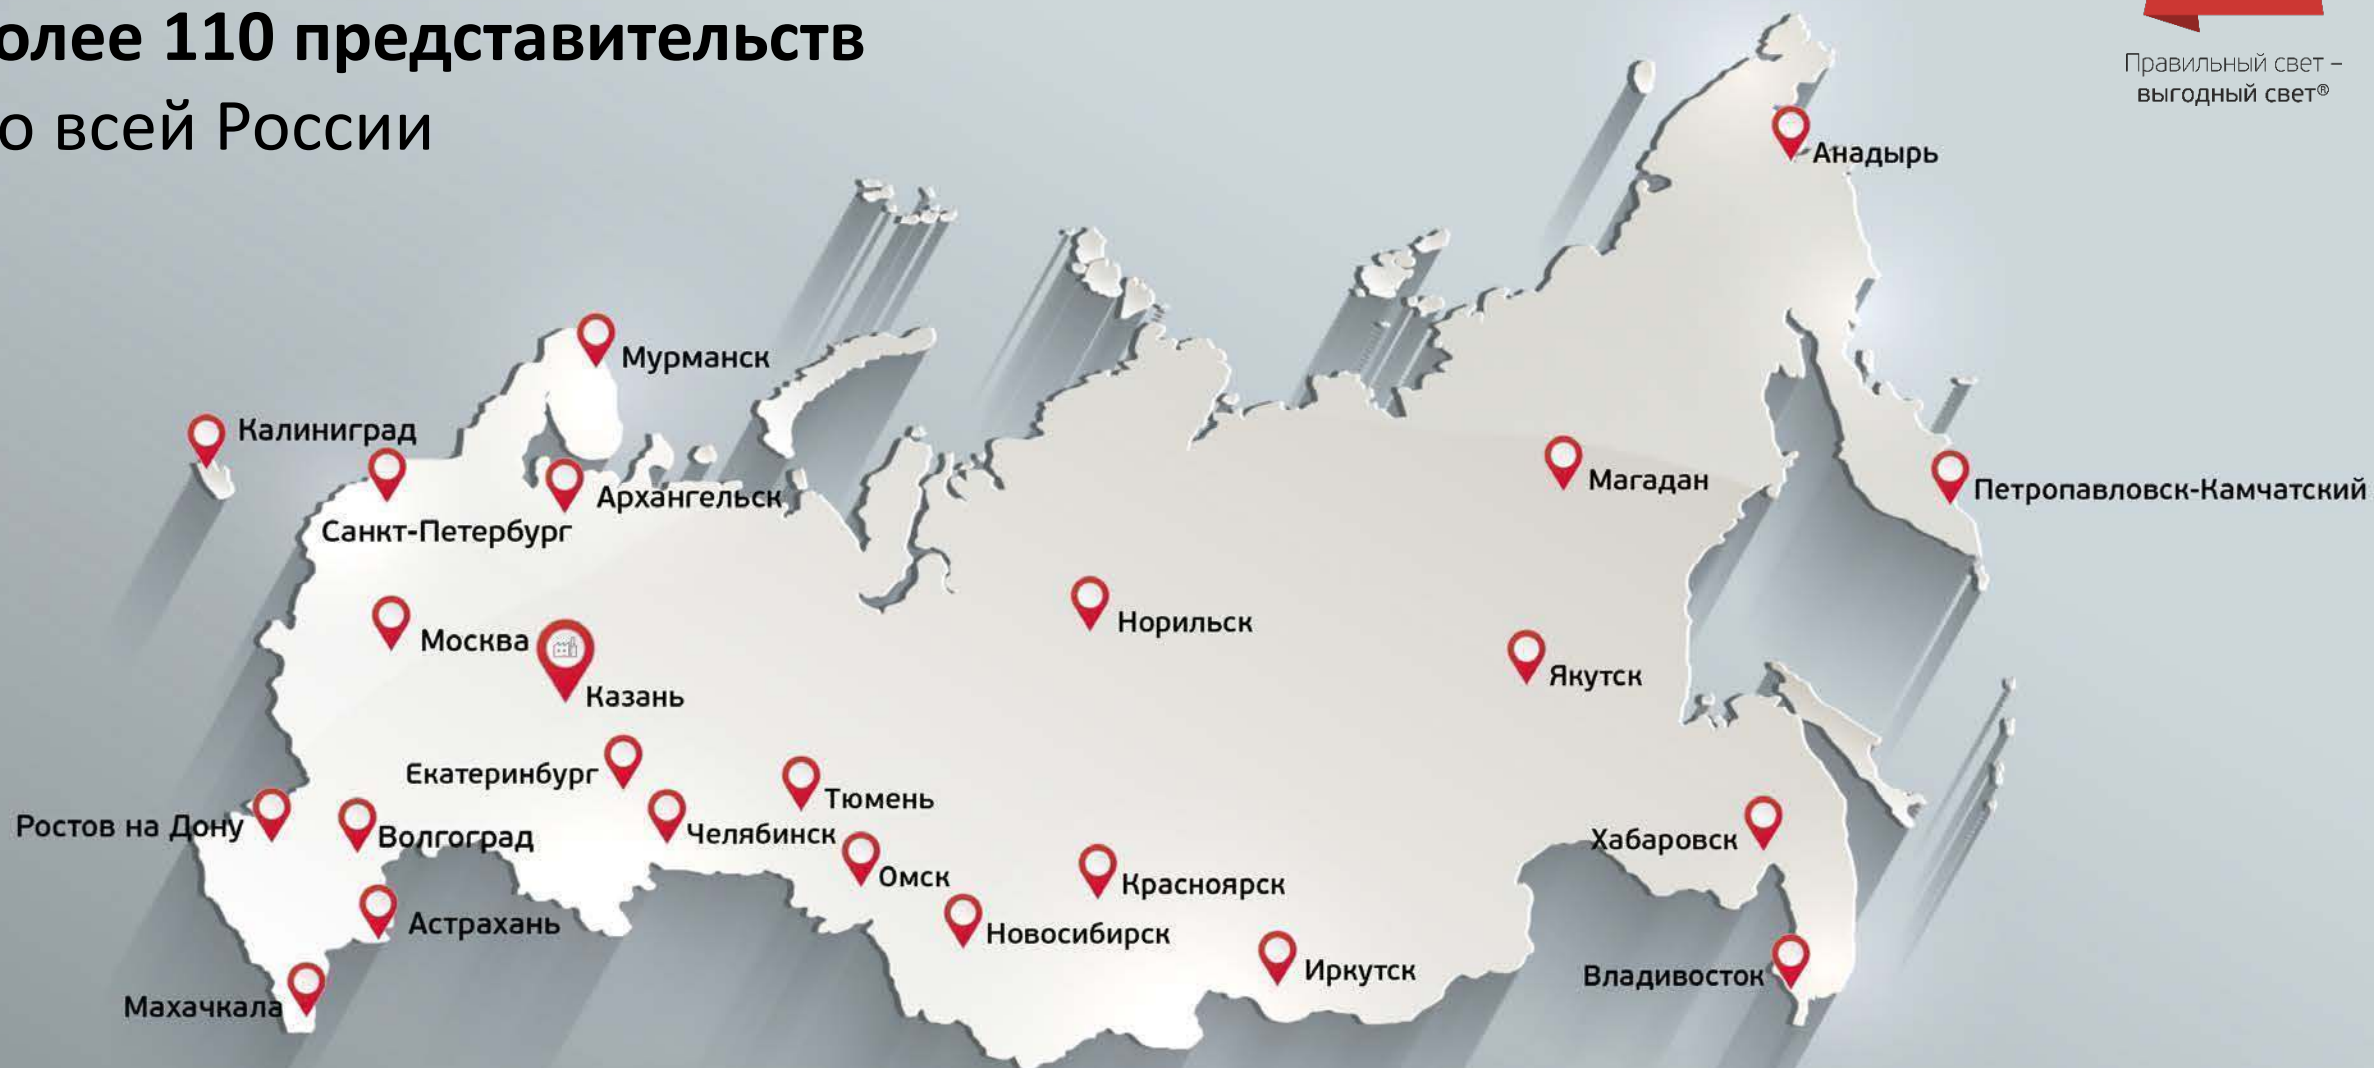 олее 110 представительств
о всей России
Правильный свет –
выгодный свет®
Анадырь
Мурманск
Калининград
Санкт-Петербург
Архангельск
Магадан
Петропавловск-Камчатский
Москва
Казань
Норильск
Якутск
Екатеринбург
Тюмень
Ростов на Дону
Волгоград
Челябинск
Омск
Красноярск
Хабаровск
Астрахань
Новосибирск
Иркутск
Владивосток
Махачкала